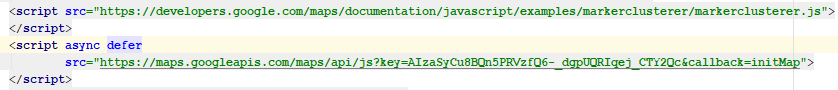 <script src="https://developers.google.com/maps/documentation/javascript/examples/markerclusterer/markerclusterer.js">
</script>
<script async defer
src="https://maps.googleapis.com/maps/api/js?key=AIzaSyCu8BQn5PRVzfQ6-_dgpUQRIqej_CTY2Qc&callback=initMap">
</script>